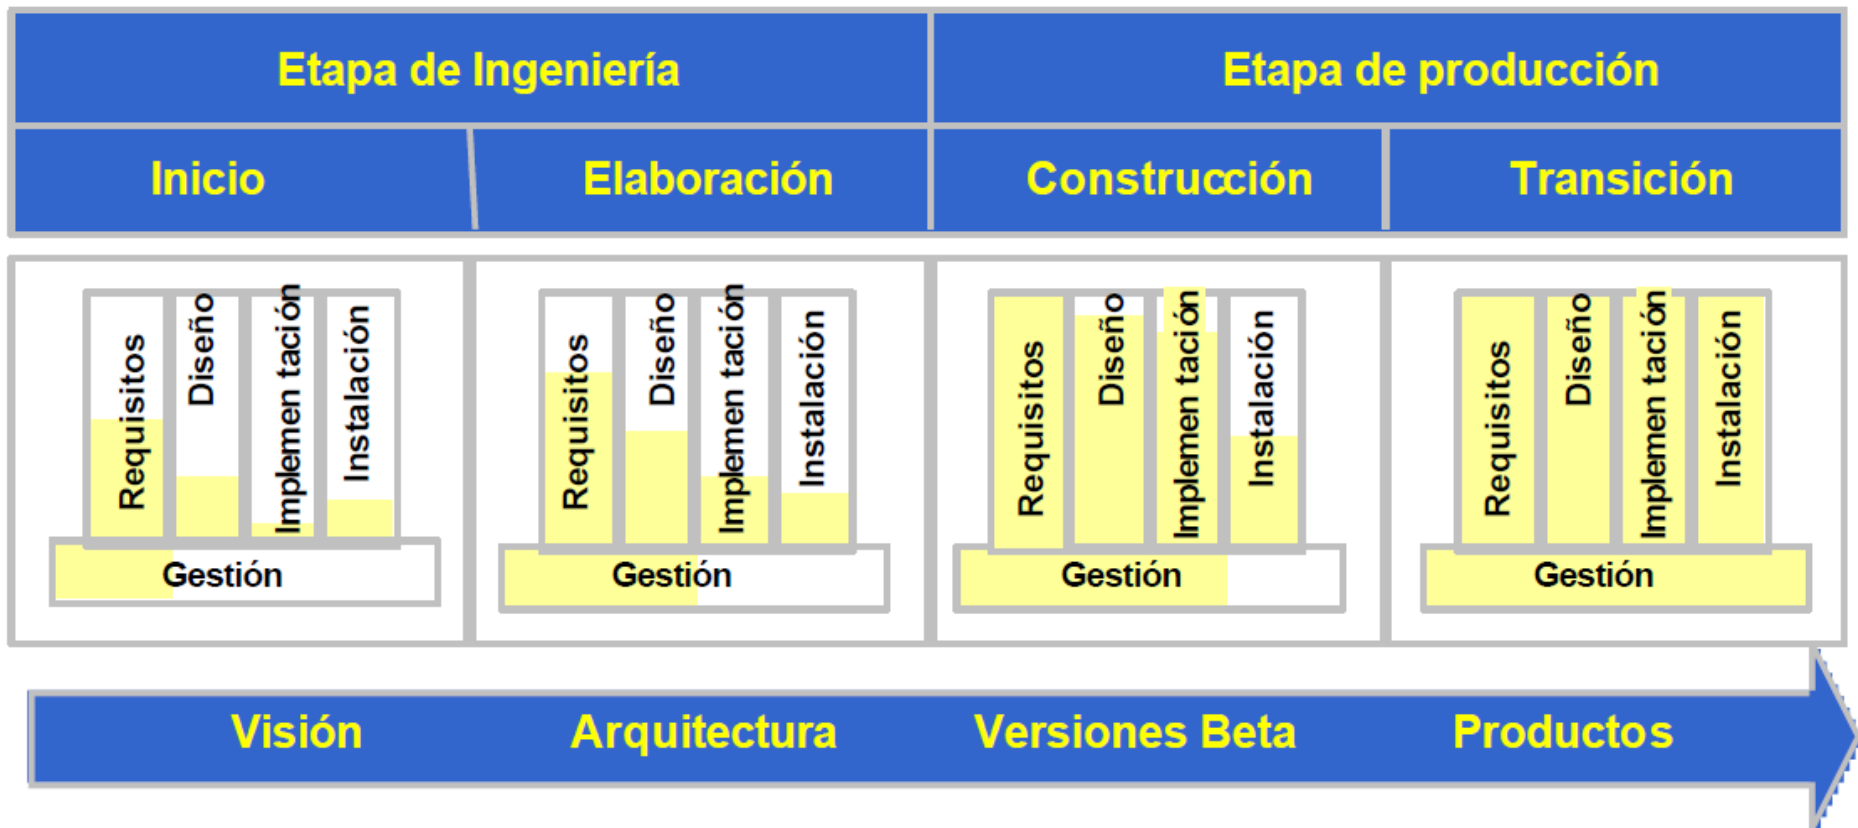 Etapa de Ingeniería
Etapa de producción
Inicio
Elaboración
Construcción
Transición
Requisitos
Diseño
Implemen tación
Instalación
Gestión
Requisitos
Diseño
Implemen tación
Instalación
Gestión
Requisitos
Diseño
Implemen tación
Instalación
Gestión
Requisitos
Diseño
Implemen tación
Instalación
Gestión
Visión
Arquitectura
Versiones Beta
Productos